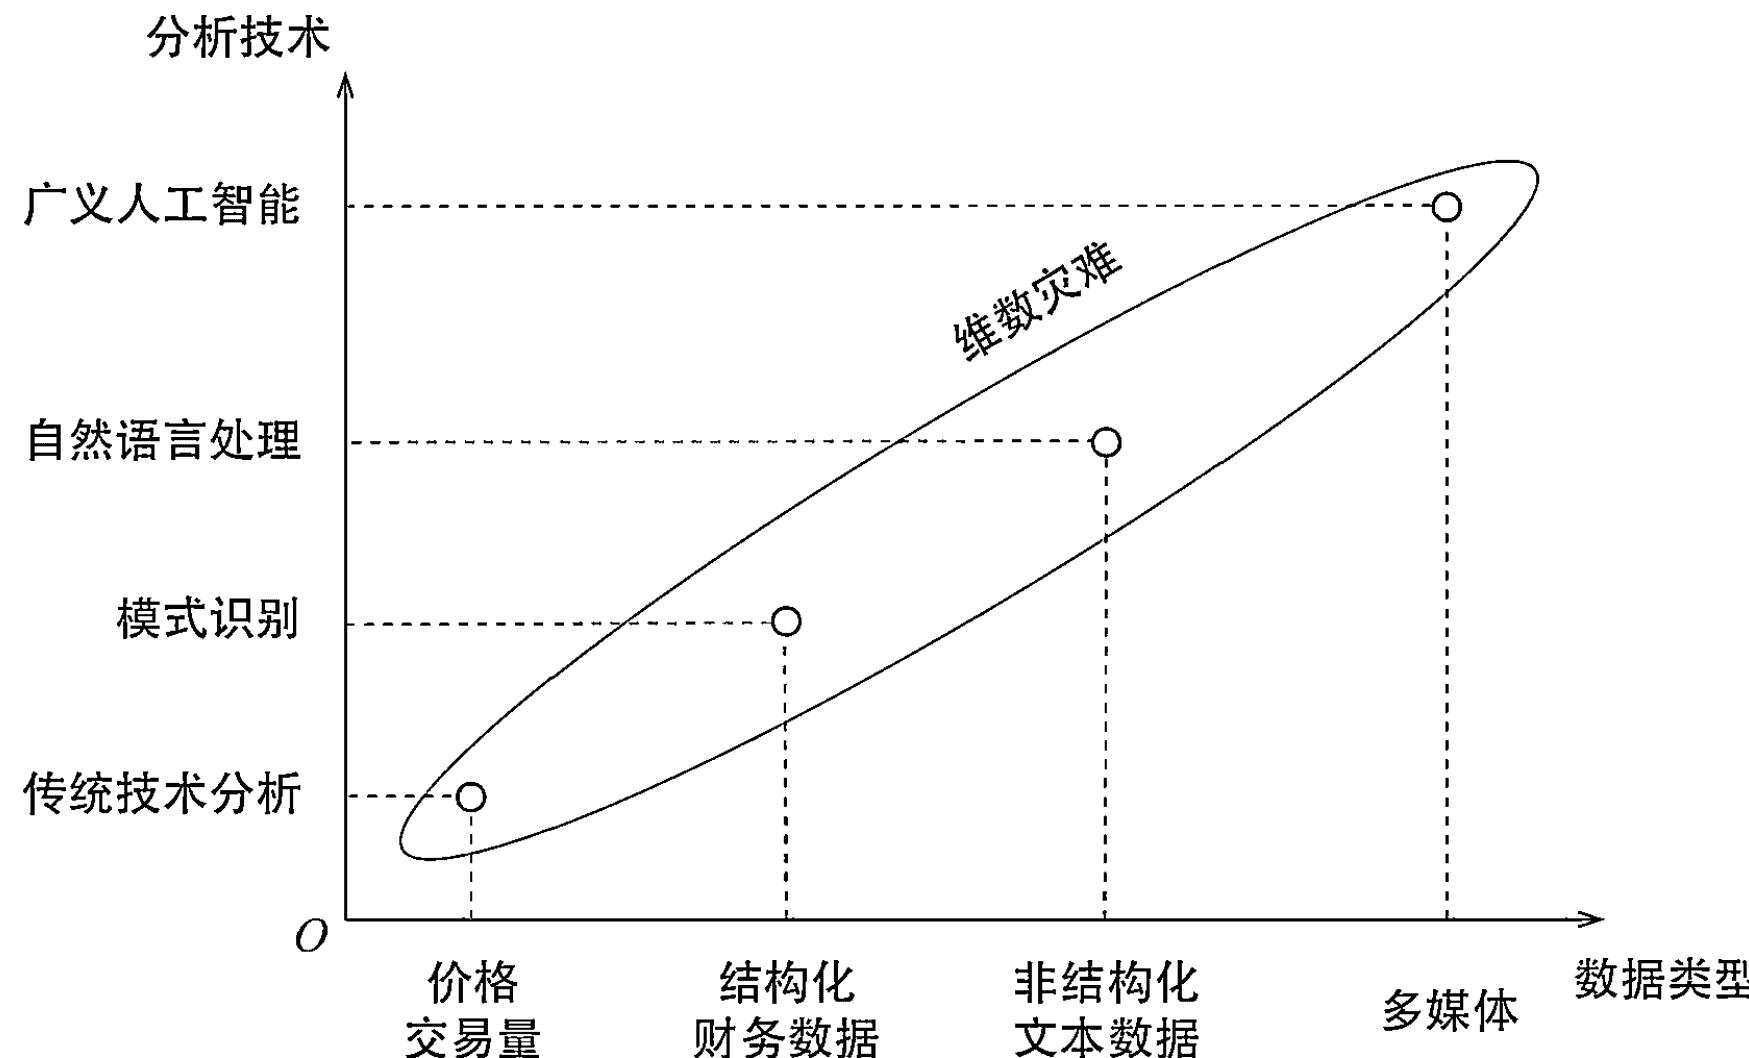 分析技术
广义人工智能
维数灾难
自然语言处理
模式识别
传统技术分析
O
价格
交易量
结构化
财务数据
非结构化
文本数据
多媒体
数据类型